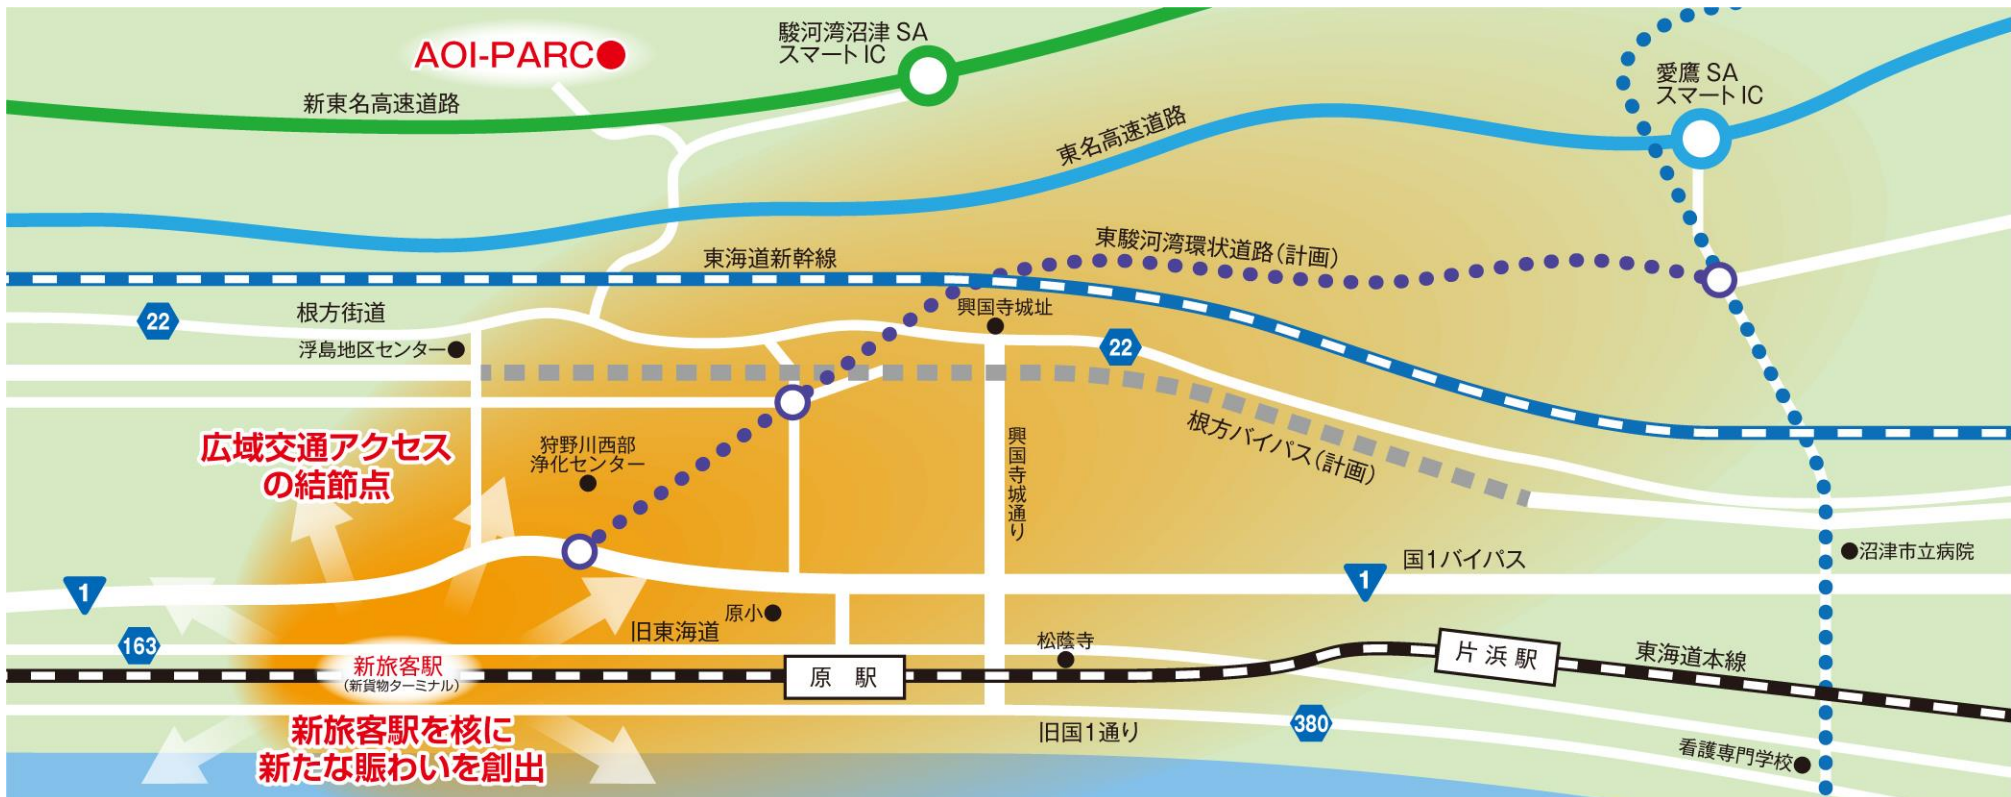 AOI-PARC
駿河湾沼津 SA
スマート IC
愛鷹 SA
スマート IC
新東名高速道路
東名高速道路
東駿河湾環状道路(計画)
東海道新幹線
根方街道
22
興国寺城址
22
浮島地区センター
広域交通アクセス
の結節点
狩野川西部
浄化センター
興国寺城通り
根方バイパス(計画)
国1バイパス
沼津市立病院
1
1
原小
旧東海道
163
松蔭寺
片浜駅
東海道本線
新旅客駅
(新貨物ターミナル)
原 駅
新旅客駅を核に
新たな賑わいを創出
旧国1通り
380
看護専門学校